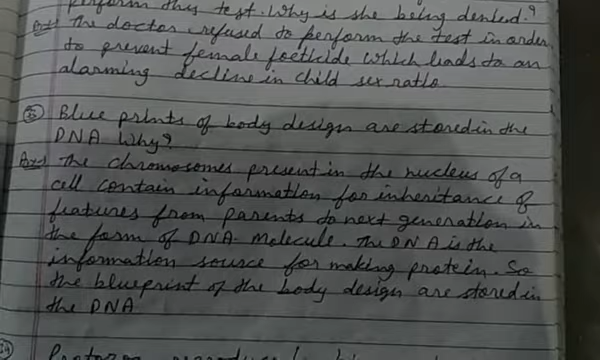 perform this test. Why is she being denied.?
Ans) The doctor refused to perform the test in order
to prevent female foeticide which leads to an
alarming decline in child sex ratio
⑤ Blue prints of body design are stored in the
DNA Why?
Ans) The chromosomes present in the nucleus of a
cell contain information for inheritance of
features from parents to next generation in
the form of DNA molecule. The DNA is the
information source for making protein. So
the blueprint of the body design are stored in
the DNA